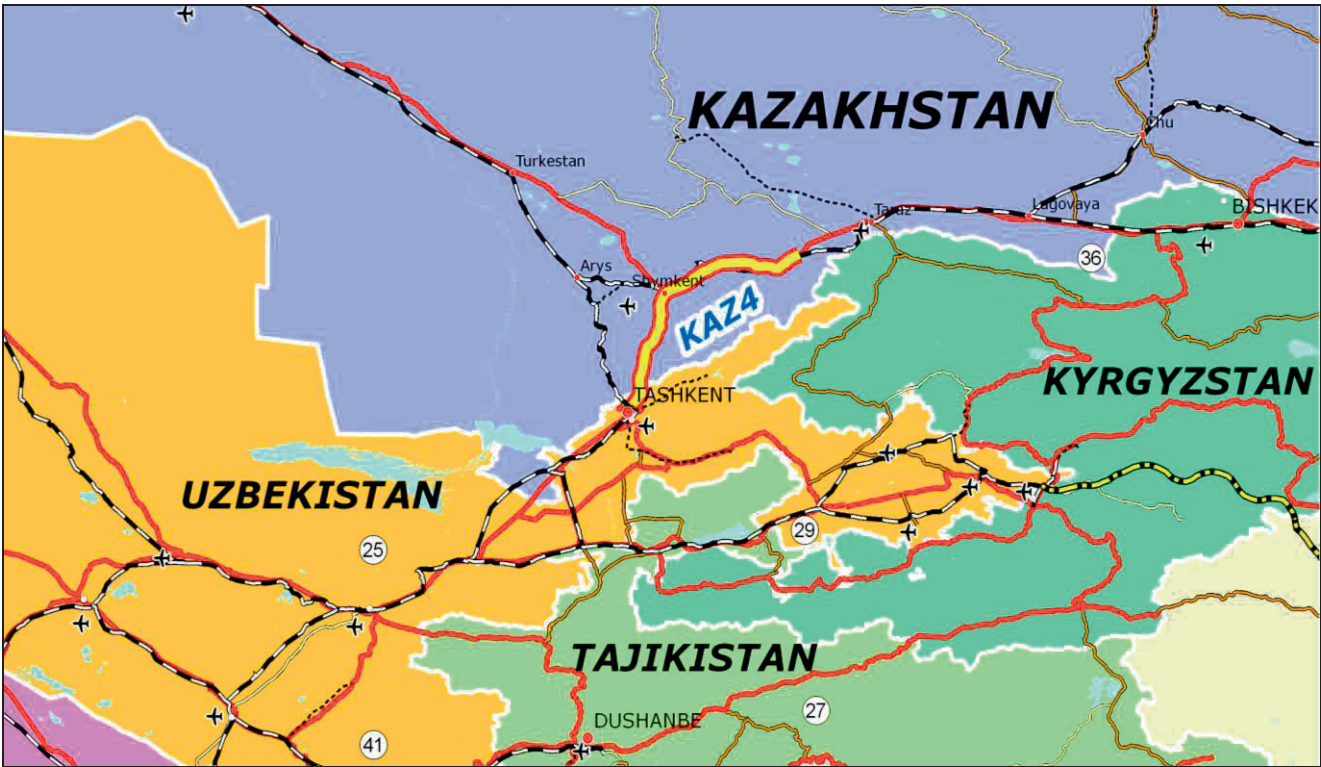 KAZAKHSTAN
Chu
Turkestan
Taraz
Lugovaya
BISHKEK
36
Arys
Shymkent
KAZ4
KYRGYZSTAN
TASHKENT
UZBEKISTAN
25
29
TAJIKISTAN
27
DUSHANBE
41